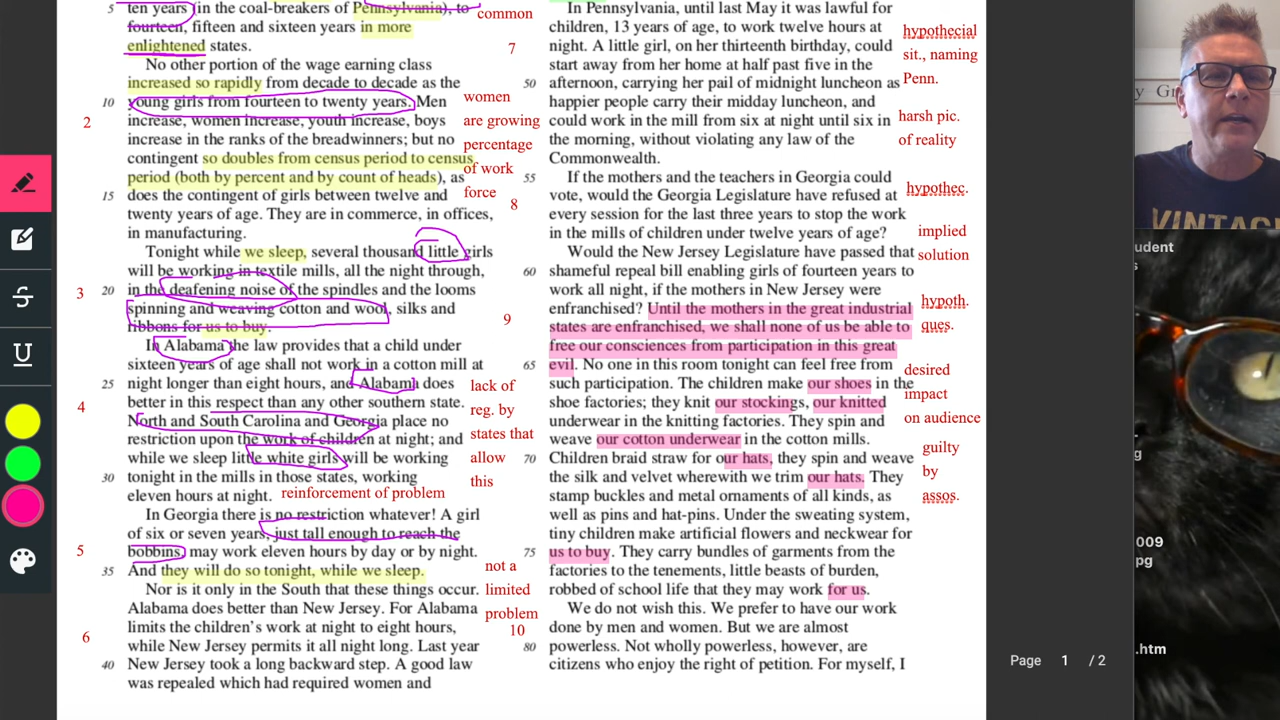 5 ten years (in the coal-breakers of Pennsylvania), to
fourteen, fifteen and sixteen years in more
enlightened states.
No other portion of the wage earning class
increased so rapidly from decade to decade as the
10 young girls from fourteen to twenty years. Men
increase, women increase, youth increase, boys
increase in the ranks of the breadwinners; but no
contingent so doubles from census period to census
period (both by percent and by count of heads), as
15 does the contingent of girls between twelve and
twenty years of age. They are in commerce, in offices,
in manufacturing.
Tonight while we sleep, several thousand little girls
will be working in textile mills, all the night through,
20 in the deafening noise of the spindles and the looms
spinning and weaving cotton and wool, silks and
ribbons for us to buy.
In Alabama the law provides that a child under
sixteen years of age shall not work in a cotton mill at
25 night longer than eight hours, and Alabama does
better in this respect than any other southern state.
North and South Carolina and Georgia place no
restriction upon the work of children at night; and
while we sleep little white girls will be working
30 tonight in the mills in those states, working
eleven hours at night.
In Georgia there is no restriction whatever! A girl
of six or seven years, just tall enough to reach the
bobbins, may work eleven hours by day or by night.
35 And they will do so tonight, while we sleep.
Nor is it only in the South that these things occur.
Alabama does better than New Jersey. For Alabama
limits the children's work at night to eight hours,
while New Jersey permits it all night long. Last year
40 New Jersey took a long backward step. A good law
was repealed which had required women and
2
3
4
5
6
common
7
women
are growing
percentage
of work
force
8
9
lack of
reg. by
states that
allow
this
reinforcement of problem
not a
limited
problem
10
In Pennsylvania, until last May it was lawful for
children, 13 years of age, to work twelve hours at
night. A little girl, on her thirteenth birthday, could
start away from her home at half past five in the
50 afternoon, carrying her pail of midnight luncheon as
happier people carry their midday luncheon, and
could work in the mill from six at night until six in
the morning, without violating any law of the
Commonwealth.
55 If the mothers and the teachers in Georgia could
vote, would the Georgia Legislature have refused at
every session for the last three years to stop the work
in the mills of children under twelve years of age?
Would the New Jersey Legislature have passed that
60 shameful repeal bill enabling girls of fourteen years to
work all night, if the mothers in New Jersey were
enfranchised? Until the mothers in the great industrial
states are enfranchised, we shall none of us be able to
free our consciences from participation in this great
65 evil. No one in this room tonight can feel free from
such participation. The children make our shoes in the
shoe factories; they knit our stockings, our knitted
underwear in the knitting factories. They spin and
weave our cotton underwear in the cotton mills.
70 Children braid straw for our hats, they spin and weave
the silk and velvet wherewith we trim our hats. They
stamp buckles and metal ornaments of all kinds, as
well as pins and hat-pins. Under the sweating system,
tiny children make artificial flowers and neckwear for
75 us to buy. They carry bundles of garments from the
factories to the tenements, little beasts of burden,
robbed of school life that they may work for us.
We do not wish this. We prefer to have our work
done by men and women. But we are almost
80 powerless. Not wholly powerless, however, are
citizens who enjoy the right of petition. For myself, I
hypothecial
sit., naming
Penn.
harsh pic.
of reality
hypothec.
implied
solution
hypoth.
ques.
desired
impact
on audience
guilty
by
assos.
Page 1 / 2
y Gr
VINTAGE
udent
s
g
009
pg
.htm